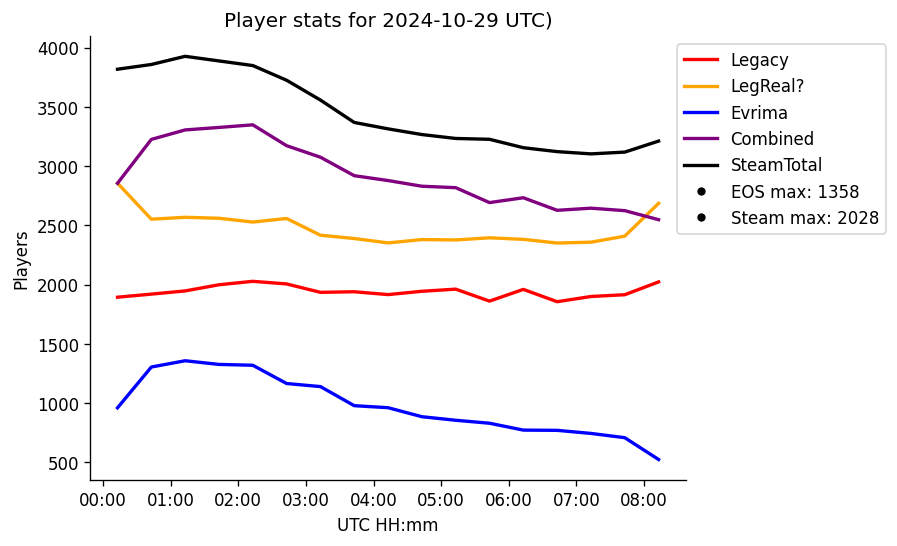 Player stats for 2024-10-29 UTC)
4000
3500
3000
2500
2000
1500
1000
500
Players
00:00 01:00 02:00 03:00 04:00 05:00 06:00 07:00 08:00
UTC HH:mm
Legacy
LegReal?
Evrima
Combined
SteamTotal
EOS max: 1358
Steam max: 2028